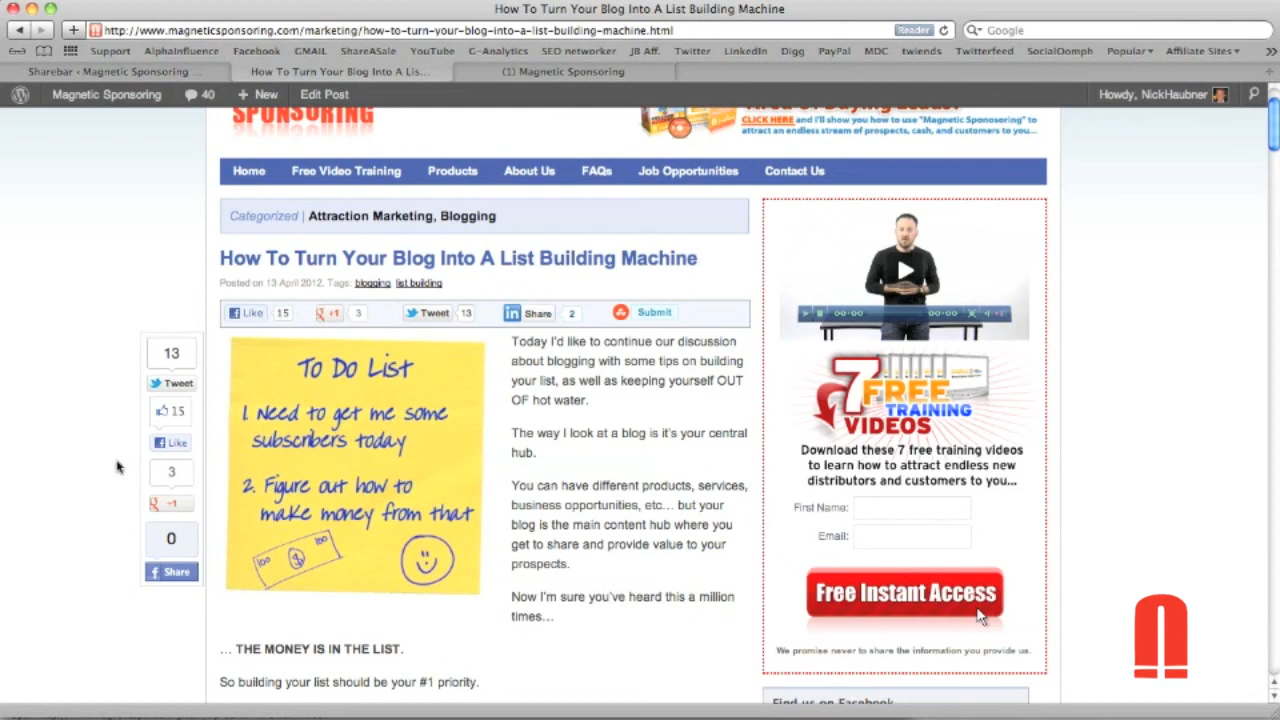 How To Turn Your Blog Into A List Building Machine
http://www.magneticsponsoring.com/marketing/how-to-turn-your-blog-into-a-list-building-machine.html
Reader
Google
Support AlphaInfluence Facebook GMAIL ShareASale YouTube G-Analytics SEO networker JB Aff. Twitter LinkedIn Digg PayPal MDC twiends Twitterfeed SocialOomph Popular Affiliate Sites
Sharebar ‹ Magnetic Sponsoring ...
How To Turn Your Blog Into A Lis...
(1) Magnetic Sponsoring
Magnetic Sponsoring 40 + New Edit Post
Howdy, NickHaubner
SPONSORING
CLICK HERE and I'll show you how to use "Magnetic Sponosoring" to
attract an endless stream of prospects, cash, and customers to you...
Home Free Video Training Products About Us FAQs Job Opportunities Contact Us
Categorized | Attraction Marketing, Blogging
How To Turn Your Blog Into A List Building Machine
Posted on 13 April 2012. Tags: blogging list building
Like 15 +1 3 Tweet 13 in Share 2 Submit
13
Tweet
15
Like
3
+1
0
Share
To Do List
1. Need to get me some
subscribers today
2. Figure out how to
make money from that
100 $ 100
Today I'd like to continue our discussion
about blogging with some tips on building
your list, as well as keeping yourself OUT
OF hot water.
The way I look at a blog is it's your central
hub.
You can have different products, services,
business opportunities, etc... but your
blog is the main content hub where you
get to share and provide value to your
prospects.
Now I'm sure you've heard this a million
times...
... THE MONEY IS IN THE LIST.
So building your list should be your #1 priority.
00:00 00:00
7 FREE
TRAINING
VIDEOS
Download these 7 free training videos
to learn how to attract endless new
distributors and customers to you...
First Name:
Email:
Free Instant Access
We promise never to share the information you provide us.
Find us on Facebook